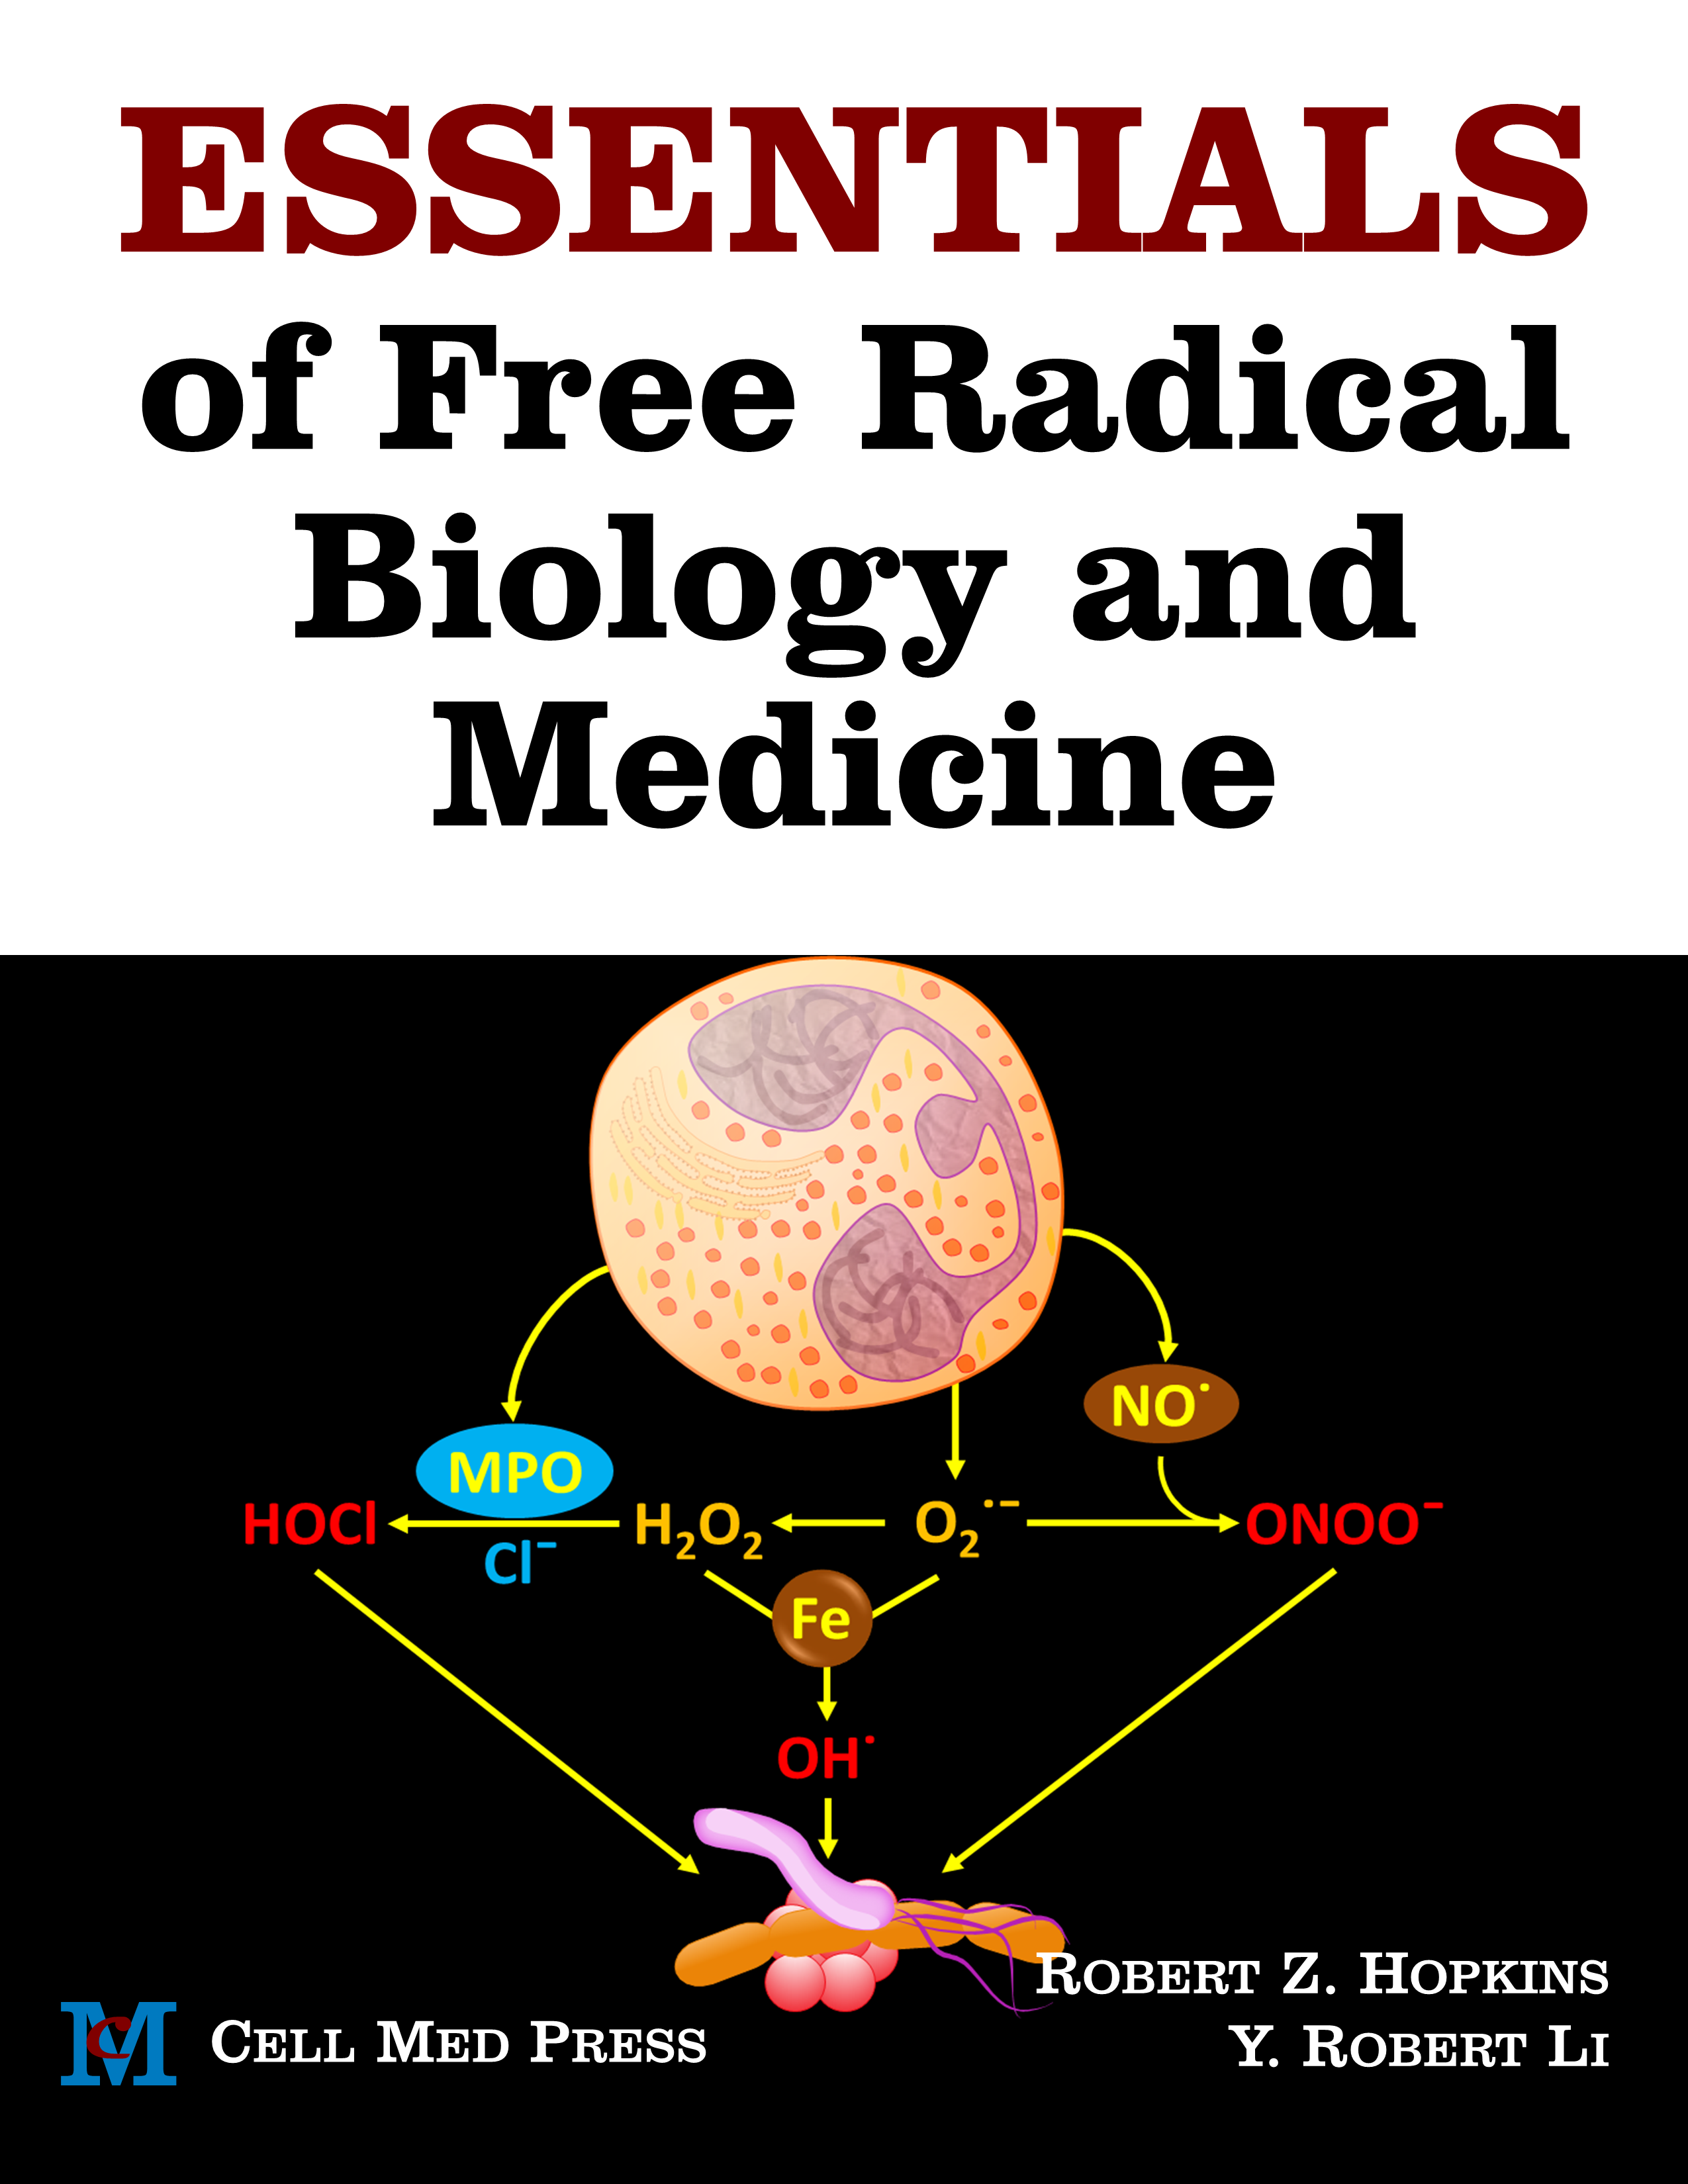 ESSENTIALS
of Free Radical
Biology and
Medicine
NO˙
MPO
HOCl
H₂O₂
O₂˙⁻
ONOO⁻
Cl⁻
Fe
OH˙
ROBERT Z. HOPKINS
Y. ROBERT LI
MC
CELL MED PRESS